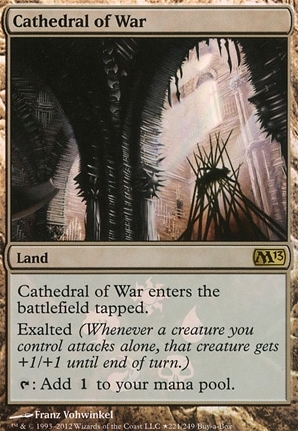 Cathedral of War
Land
M13
Cathedral of War enters the
battlefield tapped.
Exalted (Whenever a creature you
control attacks alone, that creature gets
+1/+1 until end of turn.)
: Add 1 to your mana pool.
Franz Vohwinkel
™ & © 1993–2012 Wizards of the Coast LLC ★221/249 Buy-a-Box